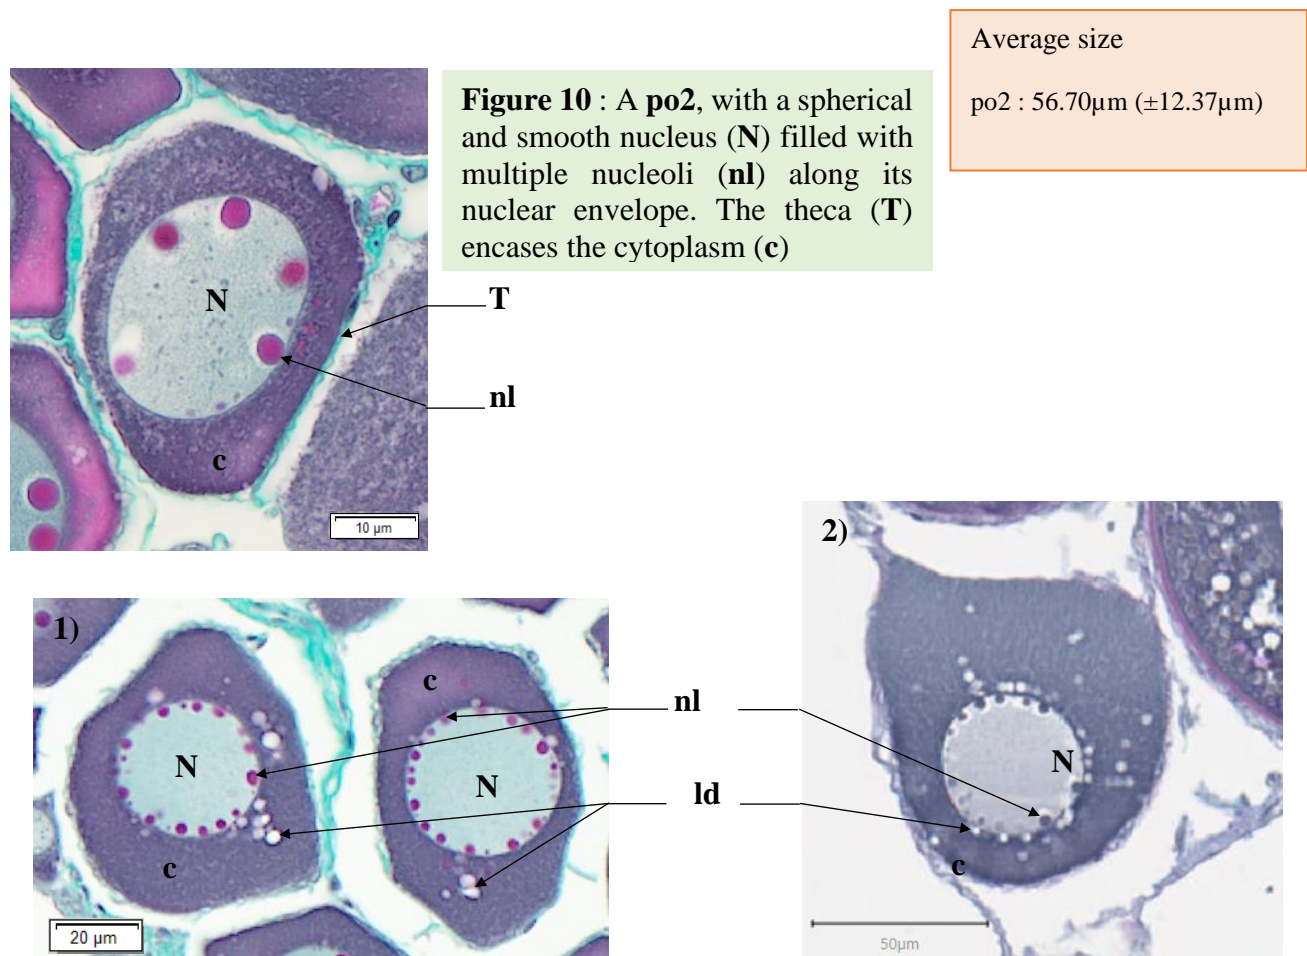 Average size
po2 : 56.70µm (±12.37µm)
Figure 10 : A po2, with a spherical
and smooth nucleus (N) filled with
multiple nucleoli (nl) along its
nuclear envelope. The theca (T)
encases the cytoplasm (c)
N
T
nl
c
10 µm
1)
2)
c
nl
N
N
N
ld
c
c
20 µm
50µm